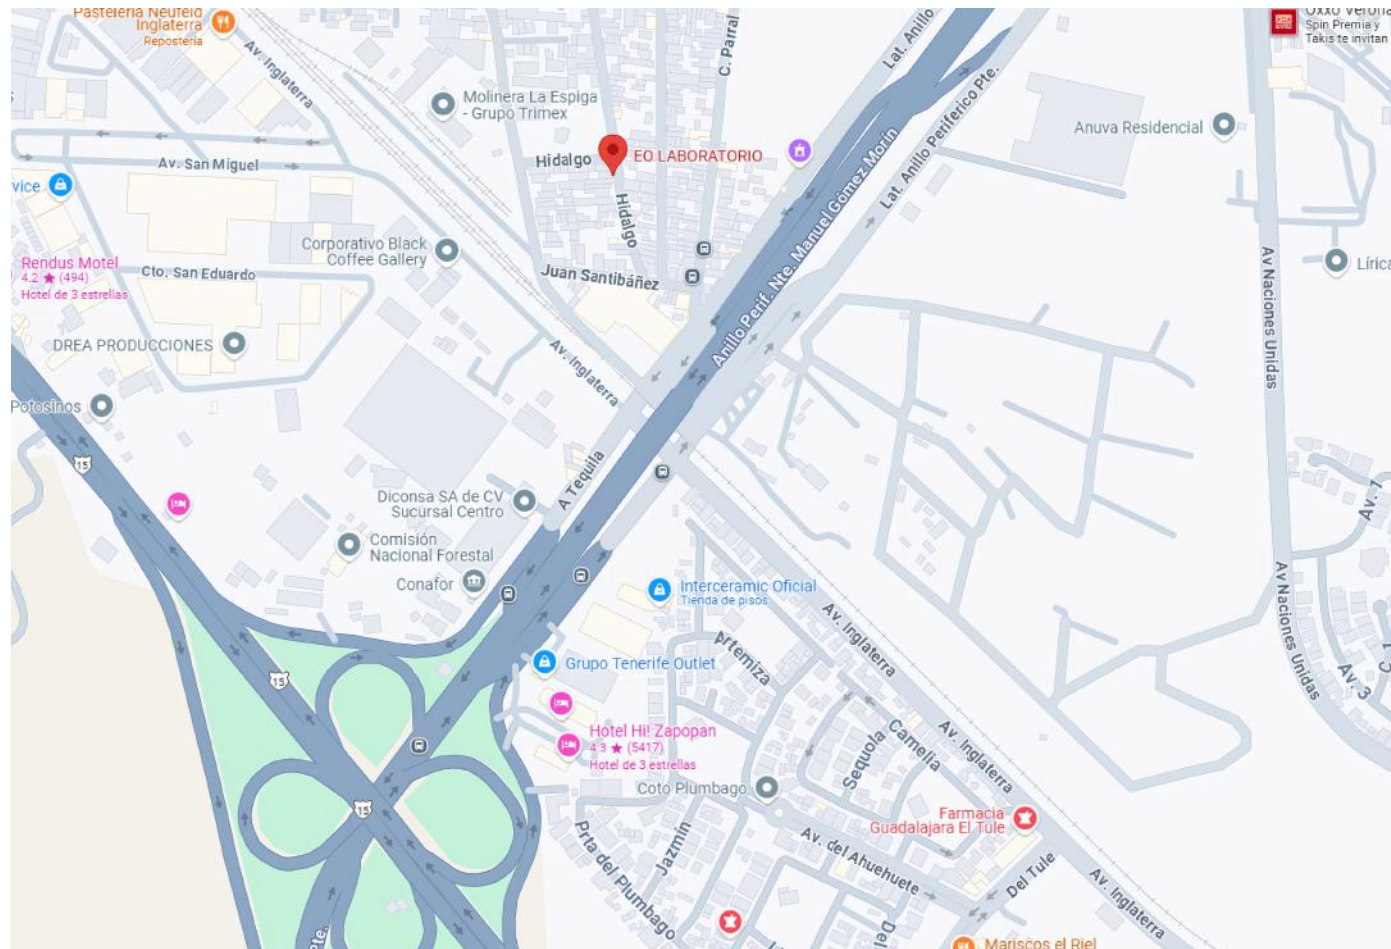 Pastelería Neufeld
Inglaterra
Repostería
Av. Inglaterra
C. Parral
Lat. Anillo
Oxxo Verona
Spin Premia y
Takis te invitan
Molinera La Espiga
- Grupo Trimex
Anuva Residencial
Av. San Miguel
Hidalgo
EO LABORATORIO
Lat. Anillo Periferico Pte.
vice
Hidalgo
Corporativo Black
Coffee Gallery
Rendus Motel
4.2 ★ (494)
Hotel de 3 estrellas
Cto. San Eduardo
Juan Santibáñez
Anillo Perif. Nte. Manuel Gómez Morín
Av Naciones Unidas
Lírica
DREA PRODUCCIONES
Av. Inglaterra
Potosinos
15
A Tequila
Diconsa SA de CV
Sucursal Centro
Av. 1
Comisión
Nacional Forestal
Conafor
Interceramic Oficial
Tienda de pisos
Av. Inglaterra
Av Naciones Unidas
Artemiza
Grupo Tenerife Outlet
Av. 3
C. 1
15
Hotel Hi! Zapopan
4.3 ★ (5417)
Hotel de 3 estrellas
Sequoia
Camelia
Av. Inglaterra
Coto Plumbago
15
Farmacia
Guadalajara El Tule
Prta del Plumbago
Jazmín
Av. del Ahuehuete
Del Tule
Av. Inglaterra
Pte.
Del
Mariscos el Riel